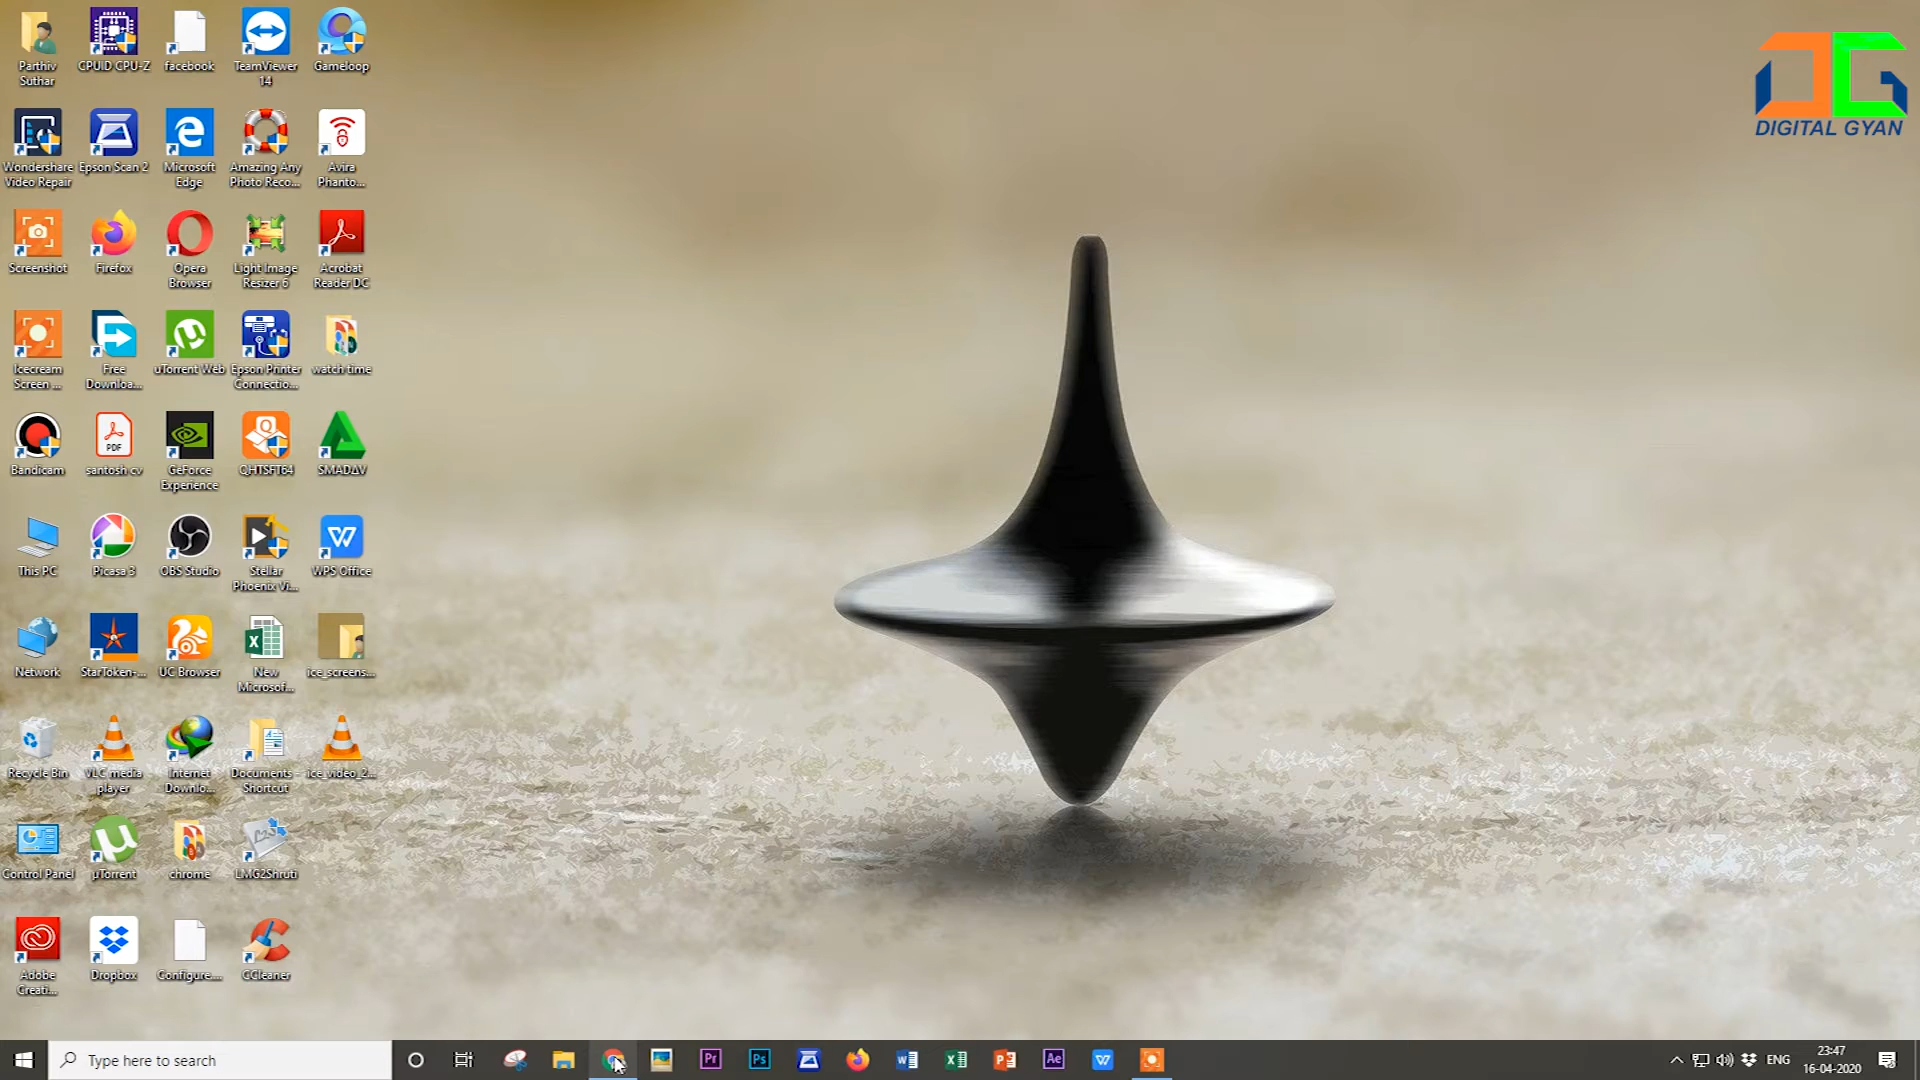 Parthiv
Suthar
CPUID CPU-Z
facebook
TeamViewer
14
Gameloop
DIGITAL GYAN
Wondershare
Video Repair
Epson Scan 2
Microsoft
Edge
Amazing Any
Photo Reco...
Avira
Phanto...
Screenshot
Firefox
Opera
Browser
Light Image
Resizer 6
Acrobat
Reader DC
Icecream
Screen ...
Free
Downloa...
uTorrent Web
Epson Printer
Connectio...
watch time
Bandicam
PDF
santosh cv
GeForce
Experience
QHTSFT64
SMADΔV
This PC
Picasa 3
OBS Studio
Stellar
Phoenix Vi...
WPS Office
Network
StarToken-...
UC Browser
New
Microsof...
ice_screens...
Recycle Bin
VLC media
player
Internet
Downlo...
Documents -
Shortcut
ice_video_2...
Control Panel
µTorrent
chrome
LMG2Shruti
Adobe
Creati...
Dropbox
Configure....
CCleaner
Type here to search
Pr
Ps
Ae
ENG
23:47
16-04-2020